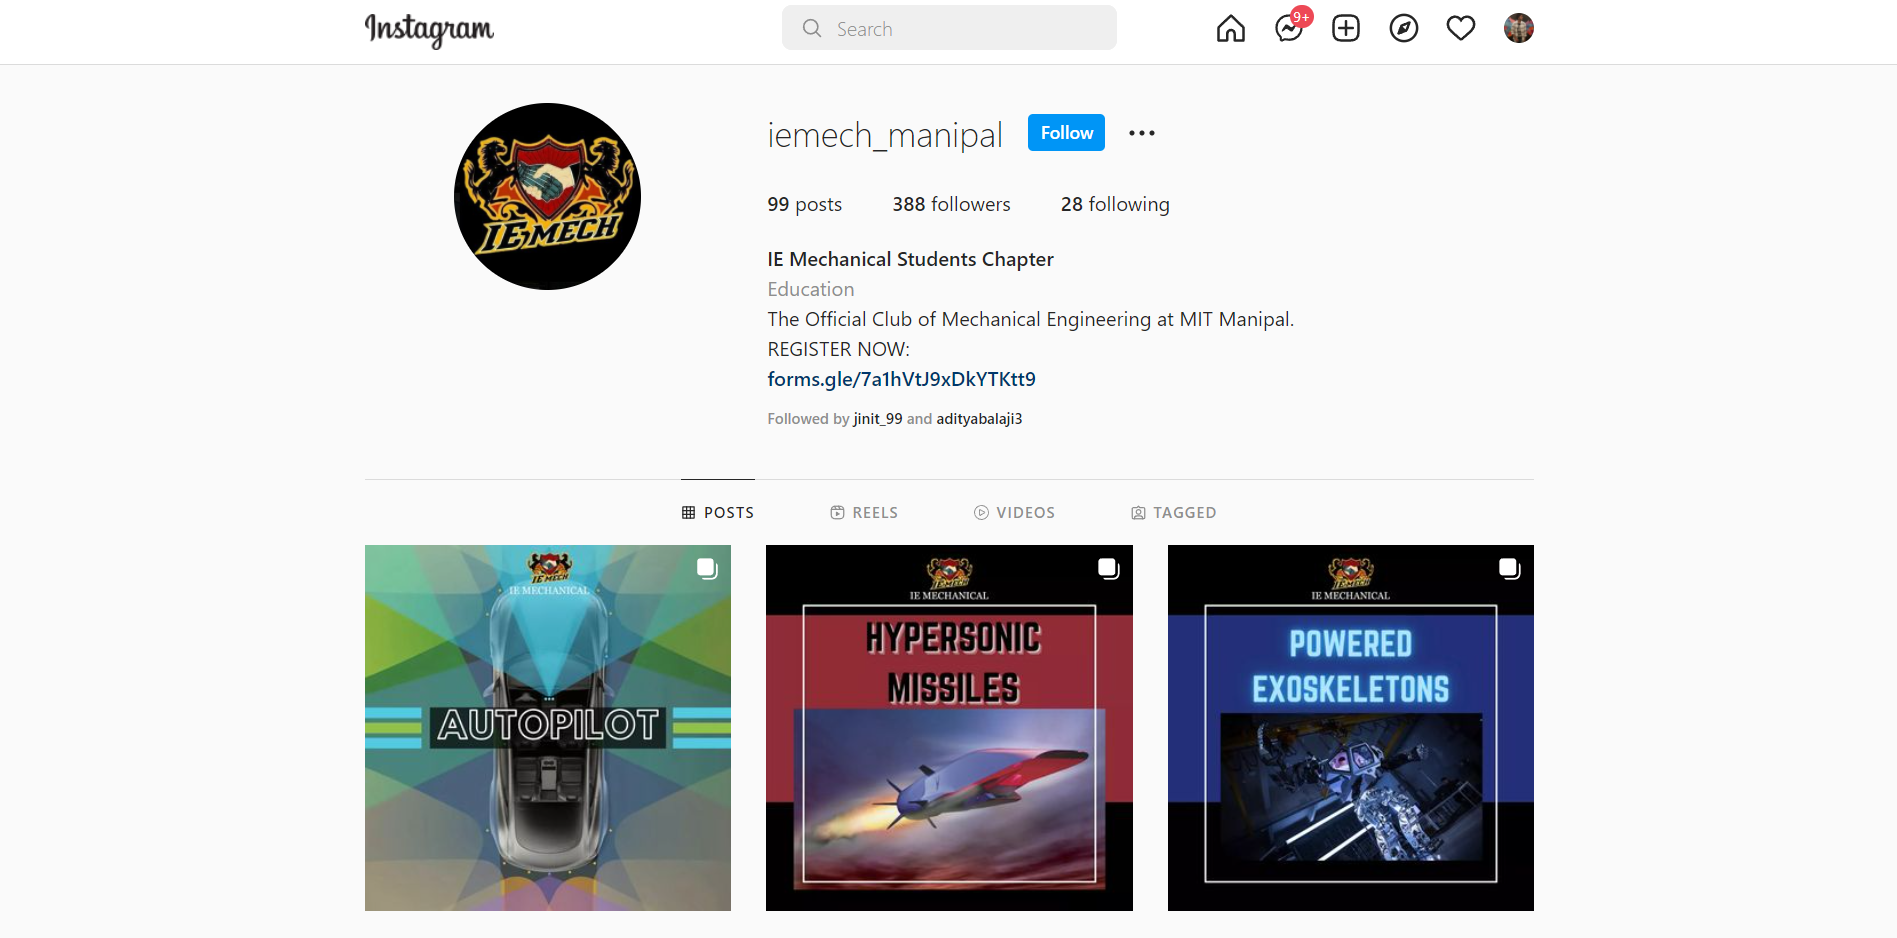 Instagram
Search
9+
iemech_manipal
Follow
99 posts
388 followers
28 following
IE Mechanical Students Chapter
Education
The Official Club of Mechanical Engineering at MIT Manipal.
REGISTER NOW:
forms.gle/7a1hVtJ9xDkYTKtt9
Followed by jinit_99 and adityabalaji3
IE MECH
POSTS
REELS
VIDEOS
TAGGED
IE MECH
IE MECHANICAL
AUTOPILOT
IE MECH
IE MECHANICAL
HYPERSONIC
MISSILES
IE MECH
IE MECHANICAL
POWERED
EXOSKELETONS